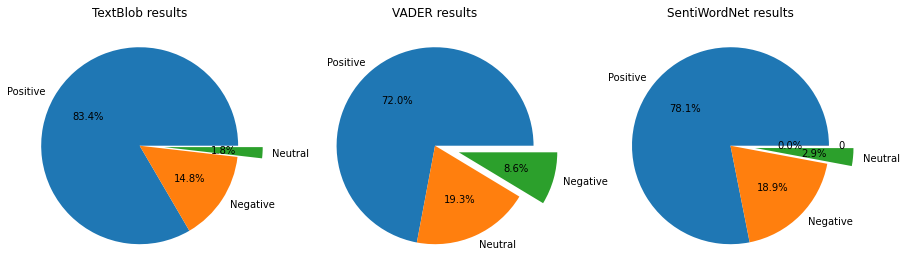 TextBlob results
Positive
83.4%
1.8%
Neutral
14.8%
Negative
VADER results
Positive
72.0%
8.6%
Negative
19.3%
Neutral
SentiWordNet results
Positive
78.1%
0.0%
0
2.9%
Neutral
18.9%
Negative